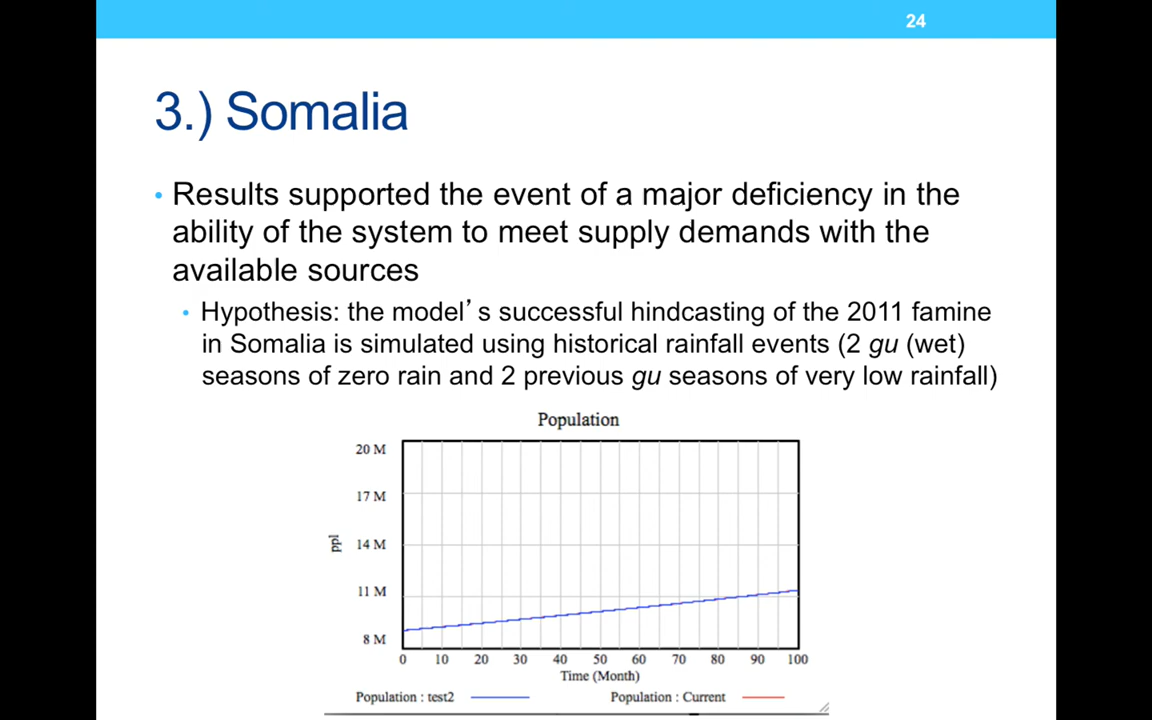 24
3.) Somalia
• Results supported the event of a major deficiency in the
ability of the system to meet supply demands with the
available sources
• Hypothesis: the model’s successful hindcasting of the 2011 famine
in Somalia is simulated using historical rainfall events (2 gu (wet)
seasons of zero rain and 2 previous gu seasons of very low rainfall)
Population
20 M
17 M
14 M
11 M
8 M
ppl
0 10 20 30 40 50 60 70 80 90 100
Time (Month)
Population : test2 Population : Current